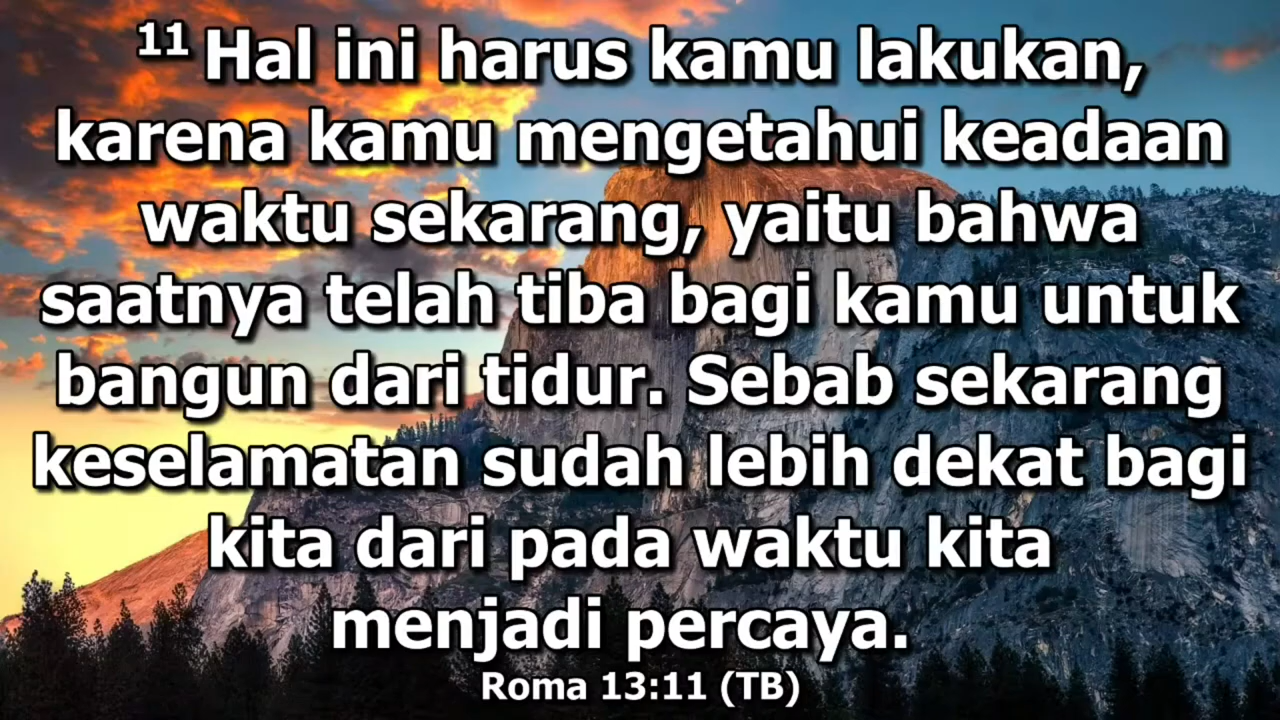 11 Hal ini harus kamu lakukan,
karena kamu mengetahui keadaan
waktu sekarang, yaitu bahwa
saatnya telah tiba bagi kamu untuk
bangun dari tidur. Sebab sekarang
keselamatan sudah lebih dekat bagi
kita dari pada waktu kita
menjadi percaya.
Roma 13:11 (TB)